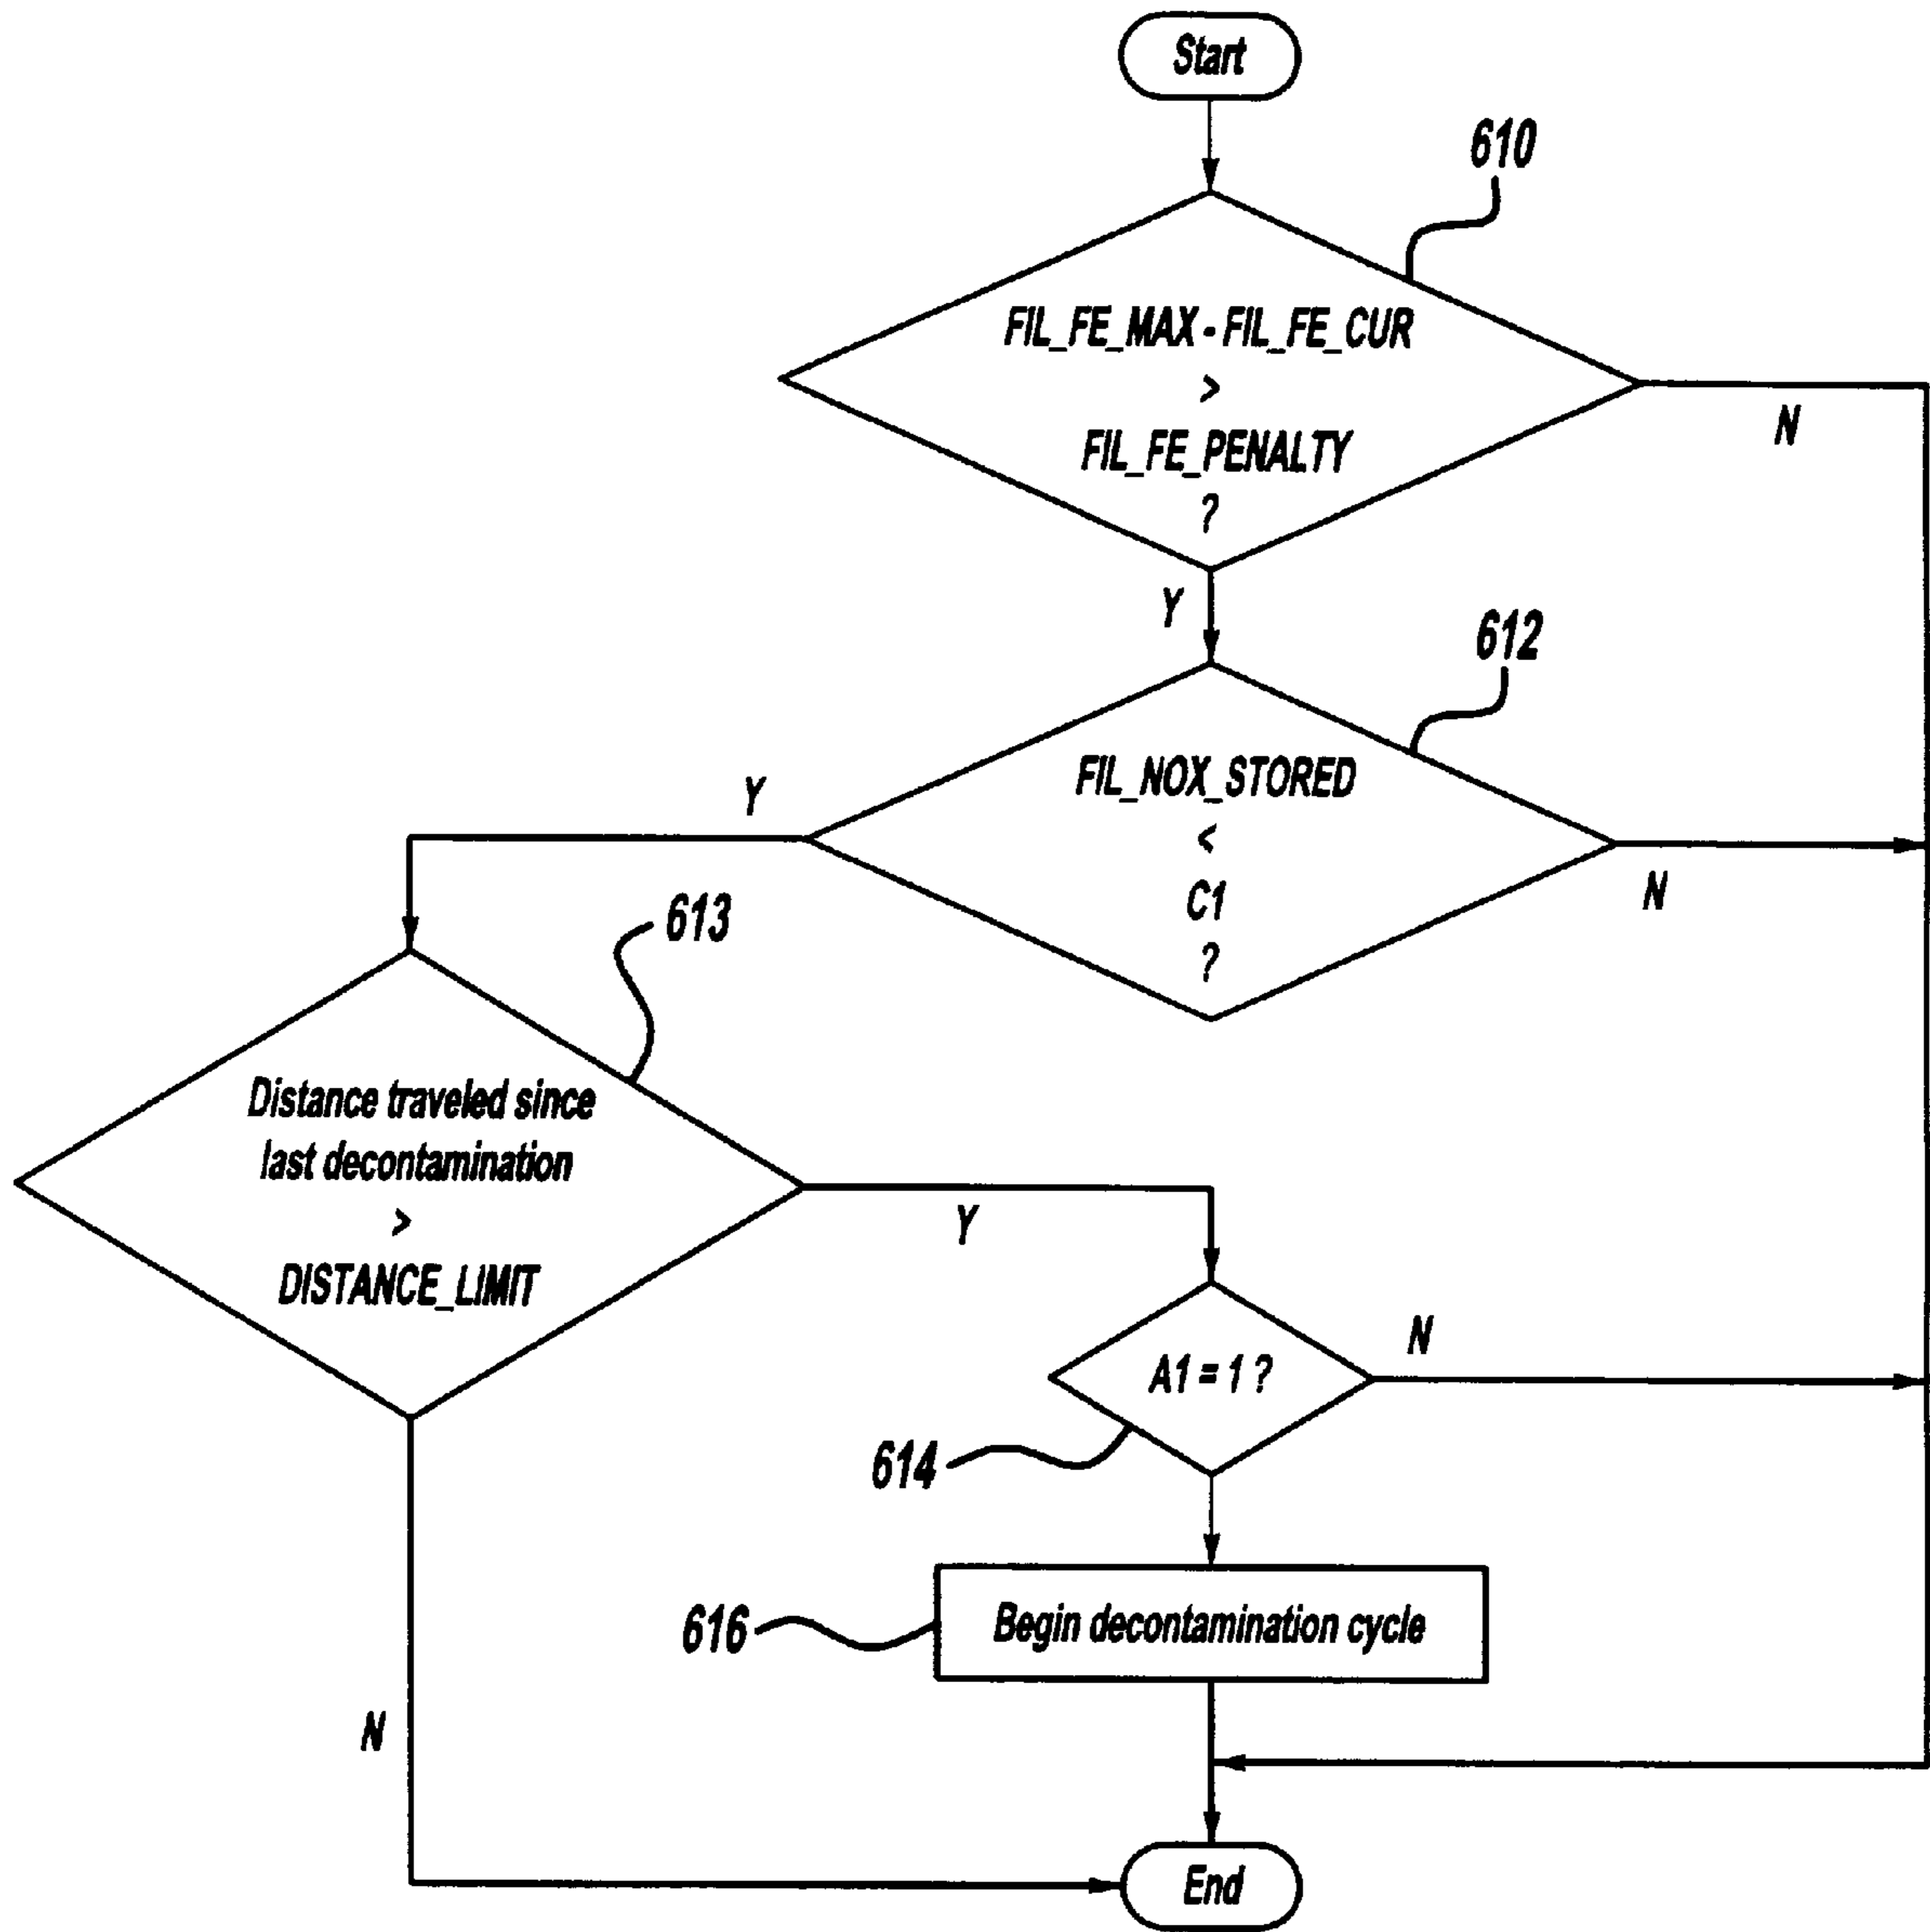 Start
610
FIL_FE_MAX - FIL_FE_CUR
>
FIL_FE_PENALTY
?
N
Y
612
FIL_NOX_STORED
<
C1
?
Y
N
613
Distance traveled since
last decontamination
>
DISTANCE_LIMIT
Y
A1 = 1 ?
N
614
616
Begin decontamination cycle
N
End